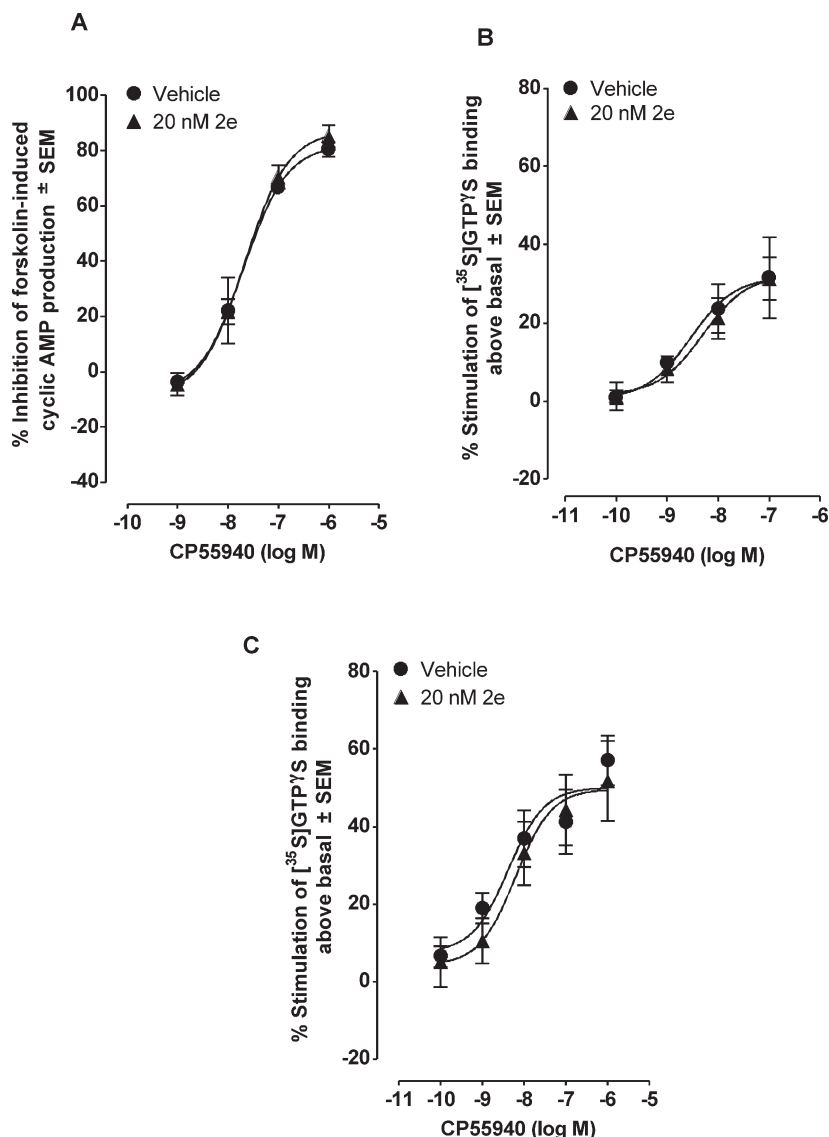 A
% Inhibition of forskolin-induced
cyclic AMP production ± SEM
100
80
60
40
20
0
-20
-40
Vehicle
20 nM 2e
-10
-9
-8
-7
-6
-5
CP55940 (log M)
B
% Stimulation of [35S]GTPγS binding
above basal ± SEM
80
60
40
20
0
-20
Vehicle
20 nM 2e
-11
-10
-9
-8
-7
-6
CP55940 (log M)
C
% Stimulation of [35S]GTPγS binding
above basal ± SEM
80
60
40
20
0
-20
Vehicle
20 nM 2e
-11
-10
-9
-8
-7
-6
-5
CP55940 (log M)